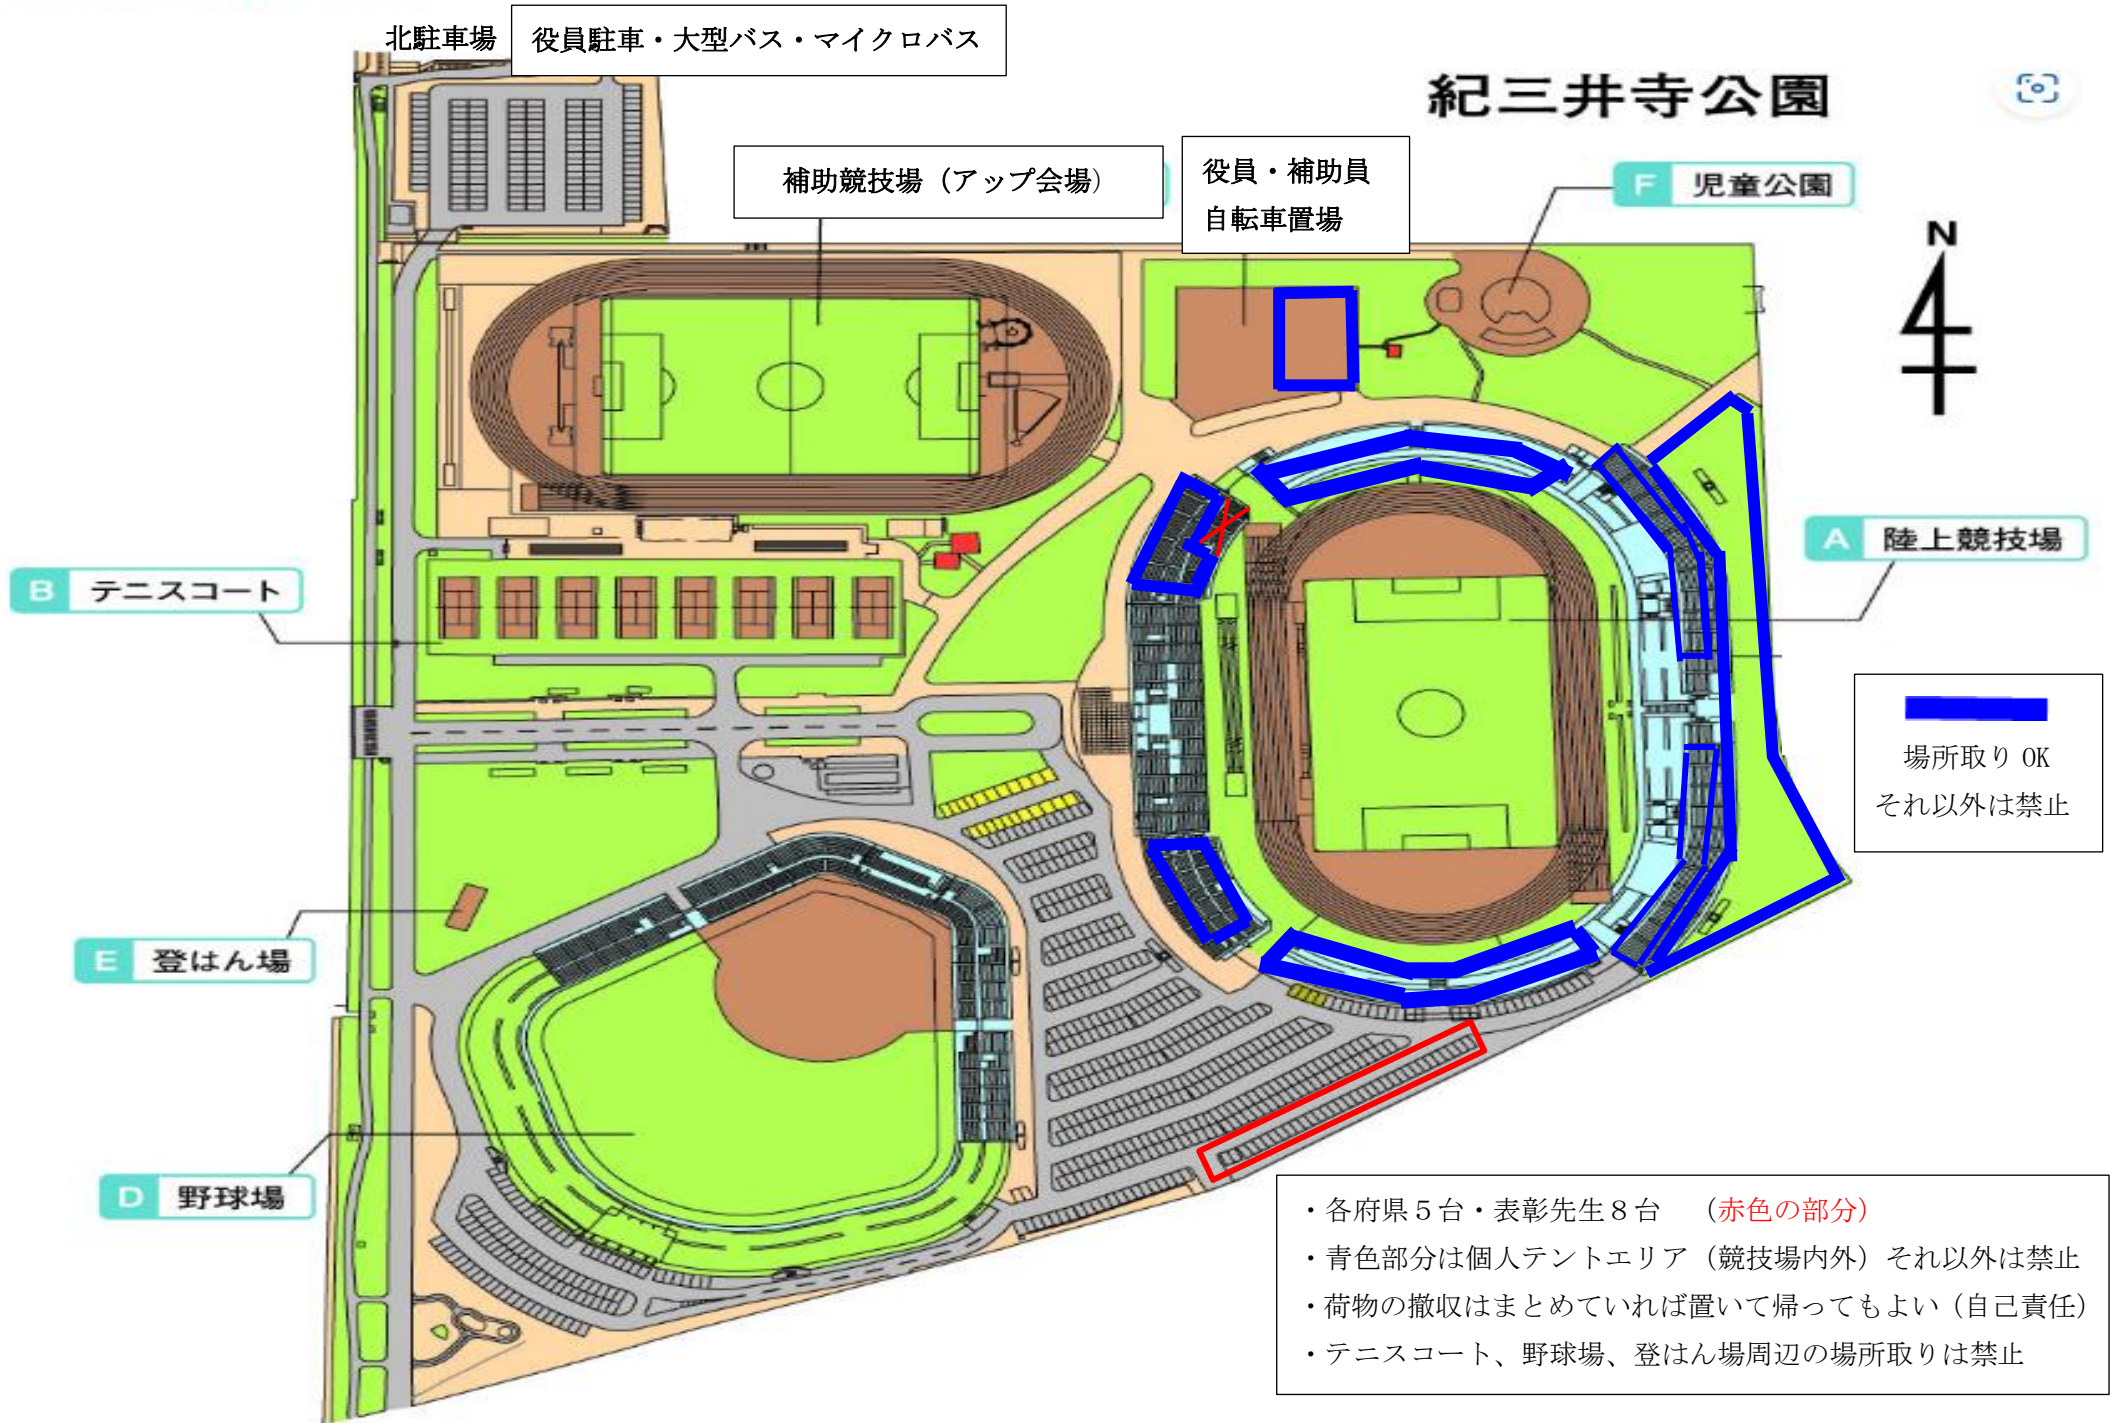 北駐車場
役員駐車・大型バス・マイクロバス
紀三井寺公園
補助競技場（アップ会場）
役員・補助員
自転車置場
F 児童公園
N
A 陸上競技場
B テニスコート
場所取り OK
それ以外は禁止
E 登はん場
D 野球場
・各府県５台・表彰先生８台　（赤色の部分）
・青色部分は個人テントエリア（競技場内外）それ以外は禁止
・荷物の撤収はまとめていれば置いて帰ってもよい（自己責任）
・テニスコート、野球場、登はん場周辺の場所取りは禁止